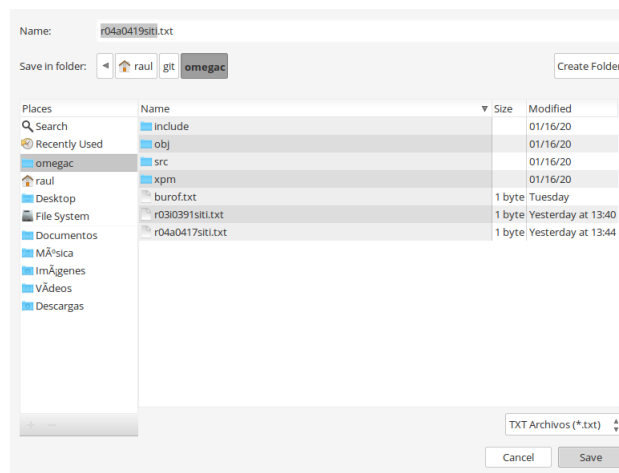 Name: r04a0419siti.txt
Save in folder: raul git omegac Create Folder
Places Name Size Modified
Search include 01/16/20
Recently Used obj 01/16/20
omegac src 01/16/20
raul xpm 01/16/20
Desktop burof.txt 1 byte Tuesday
File System r03i0391siti.txt 1 byte Yesterday at 13:40
Documentos r04a0417siti.txt 1 byte Yesterday at 13:44
MÃºsica
ImÃ¡genes
VÃdeos
Descargas
TXT Archivos (*.txt)
Cancel Save